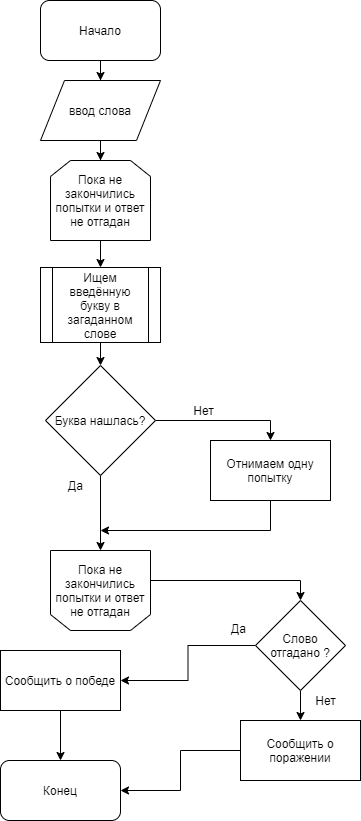 Начало
ввод слова
Пока не
закончились
попытки и ответ
не отгадан
Ищем
введённую
букву в
загаданном
слове
Буква нашлась?
Нет
Отнимаем одну
попытку
Да
Пока не
закончились
попытки и ответ
не отгадан
Слово
отгадано ?
Да
Сообщить о победе
Нет
Сообщить о
поражении
Конец